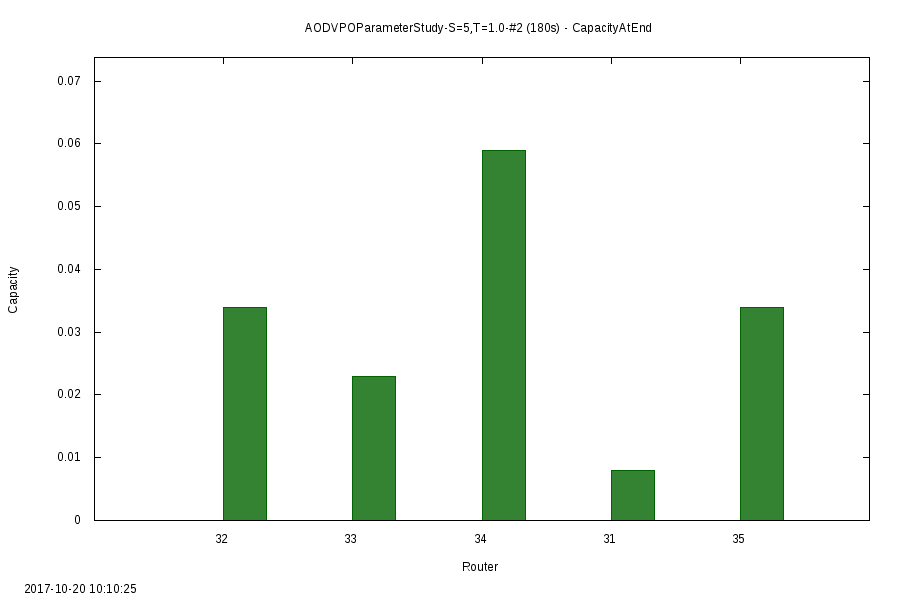 AODVPOParameterStudy-S=5,T=1.0-#2 (180s) - CapacityAtEnd
0.07
0.06
0.05
0.04
0.03
0.02
0.01
0
Capacity
32 33 34 31 35
Router
2017-10-20 10:10:25